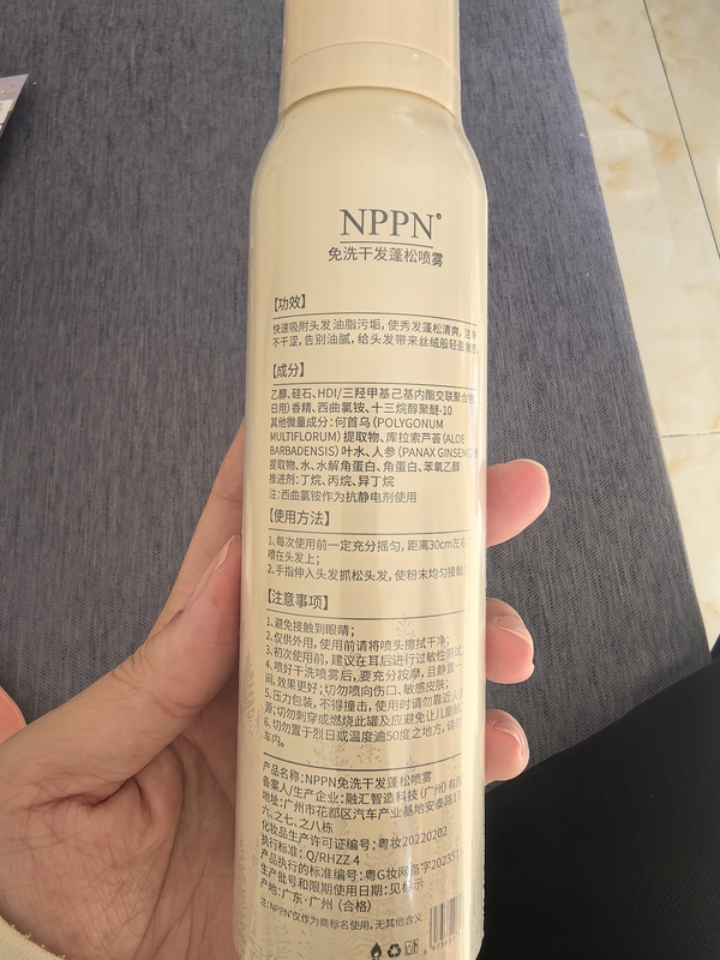 NPPN®
免洗干发蓬松喷雾
【功效】
快速吸附头发油脂污垢, 使秀发蓬松清爽, 洁净
不干涩, 告别油腻, 给头发带来丝绒般轻盈触感。
【成分】
乙醇、硅石、HDI/三羟甲基己基内酯交联聚合物、
日用)香精、西曲氯铵、十三烷醇聚醚-10
其他微量成分: 何首乌 (POLYGONUM
MULTIFLORUM) 提取物、库拉索芦荟 (ALOE
BARBADENSIS) 叶水、人参 (PANAX GINSENG)
提取物、水、水解角蛋白、角蛋白、苯氧乙醇
推进剂: 丁烷、丙烷、异丁烷
注: 西曲氯铵作为抗静电剂使用
【使用方法】
1、每次使用前一定充分摇匀, 距离30cm左右
喷在头发上;
2、手指伸入头发抓松头发, 使粉末均匀接触
【注意事项】
1、避免接触到眼睛;
2、仅供外用, 使用前请将喷头擦拭干净;
3、初次使用前, 建议在耳后进行过敏性测试;
4、喷好干洗喷雾后, 要充分按摩, 且静置一
间, 效果更好; 切勿喷向伤口、敏感皮肤;
5、压力包装, 不得撞击, 使用时请勿靠近火
源; 切勿刺穿或燃烧此罐及应避免让儿童触
6、切勿置于烈日或温度逾50度之地方, 请勿
车内。
产品名称: NPPN免洗干发蓬松喷雾
备案人/生产企业: 融汇智造科技 (广州) 有限
地址: 广州市花都区汽车产业基地安泰路17
六、之七、之八栋
化妆品生产许可证编号: 粤妆20220202
执行标准: Q/RHZZ 4
产品执行的标准编号: 粤G妆网备字202351
生产批号和限期使用日期: 见标示
产地: 广东·广州 (合格)
注: NPPN®仅作为商标名使用, 无其他含义